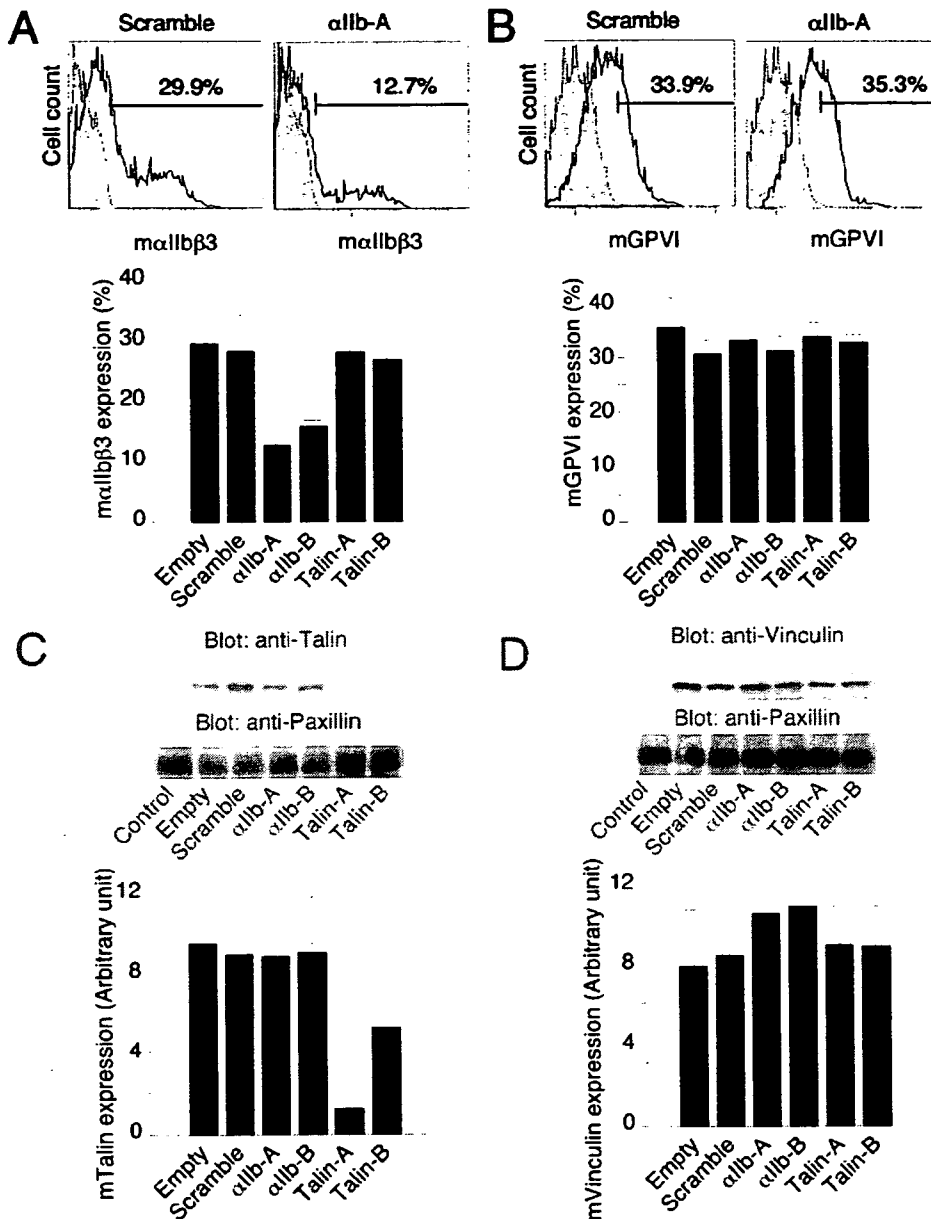 A
Scramble
αIIb-A
Cell count
29.9%
12.7%
mαIIbβ3
mαIIbβ3
mαIIbβ3 expression (%)
40
30
20
10
0
Empty
Scramble
αIIb-A
αIIb-B
Talin-A
Talin-B
B
Scramble
αIIb-A
Cell count
33.9%
35.3%
mGPVI
mGPVI
mGPVI expression (%)
40
30
20
10
0
Empty
Scramble
αIIb-A
αIIb-B
Talin-A
Talin-B
C
Blot: anti-Talin
Blot: anti-Paxillin
Control
Empty
Scramble
αIIb-A
αIIb-B
Talin-A
Talin-B
mTalin expression (Arbitrary unit)
12
8
4
0
Empty
Scramble
αIIb-A
αIIb-B
Talin-A
Talin-B
D
Blot: anti-Vinculin
Blot: anti-Paxillin
Control
Empty
Scramble
αIIb-A
αIIb-B
Talin-A
Talin-B
mVinculin expression (Arbitrary unit)
12
8
4
0
Empty
Scramble
αIIb-A
αIIb-B
Talin-A
Talin-B